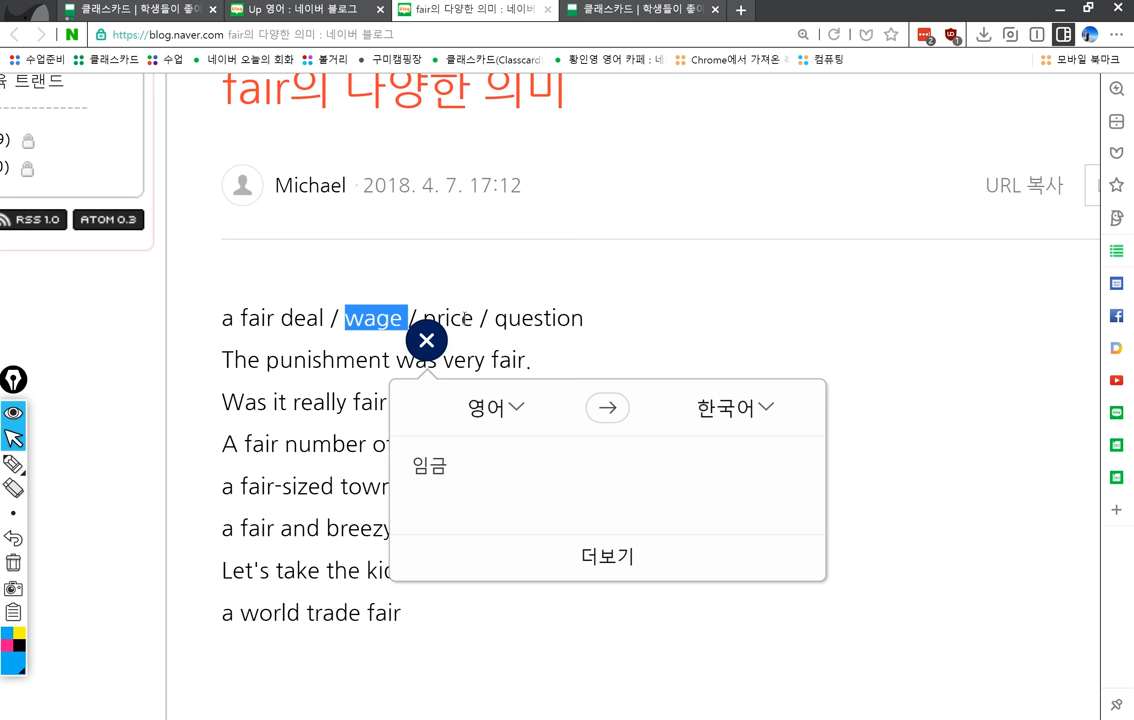 클래스카드 | 학생들이 좋아
Up 영어 : 네이버 블로그
fair의 다양한 의미 : 네이버
클래스카드 | 학생들이 좋아
N
https://blog.naver.com fair의 다양한 의미 : 네이버 블로그
수업준비
클래스카드
수업
네이버 오늘의 회화
볼거리
구미캠핑장
클래스카드(Classcard
황인영 영어 카페 : 네
Chrome에서 가져온
컴퓨팅
모바일 북마크
육 트랜드
fair의 다양한 의미
9)
0)
Michael · 2018. 4. 7. 17:12
URL 복사
RSS 1.0
ATOM 0.3
a fair deal / wage / price / question
The punishment was very fair.
Was it really fair
A fair number of
a fair-sized town
a fair and breezy
Let's take the kid
a world trade fair
영어
한국어
임금
더보기